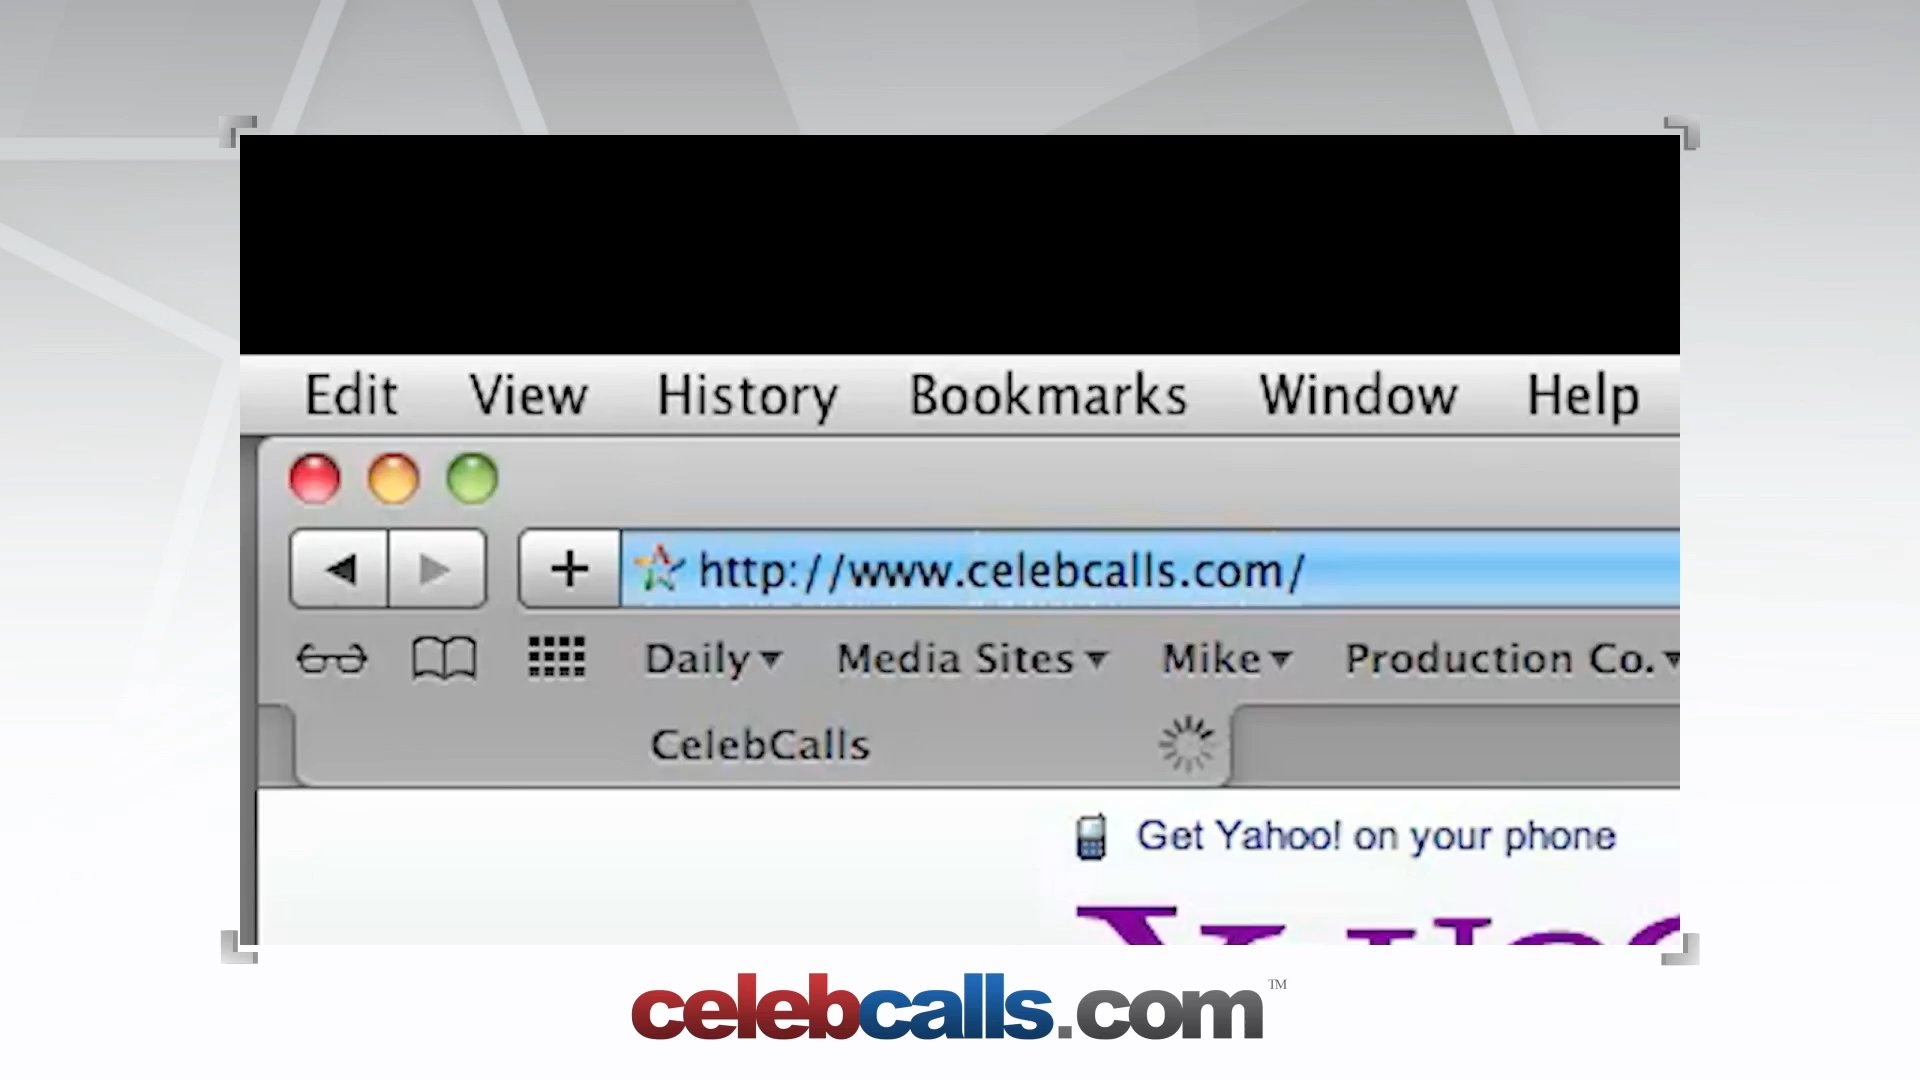 Edit View History Bookmarks Window Help
http://www.celebcalls.com/
Daily Media Sites Mike Production Co.
CelebCalls
Get Yahoo! on your phone
celebcalls.com™